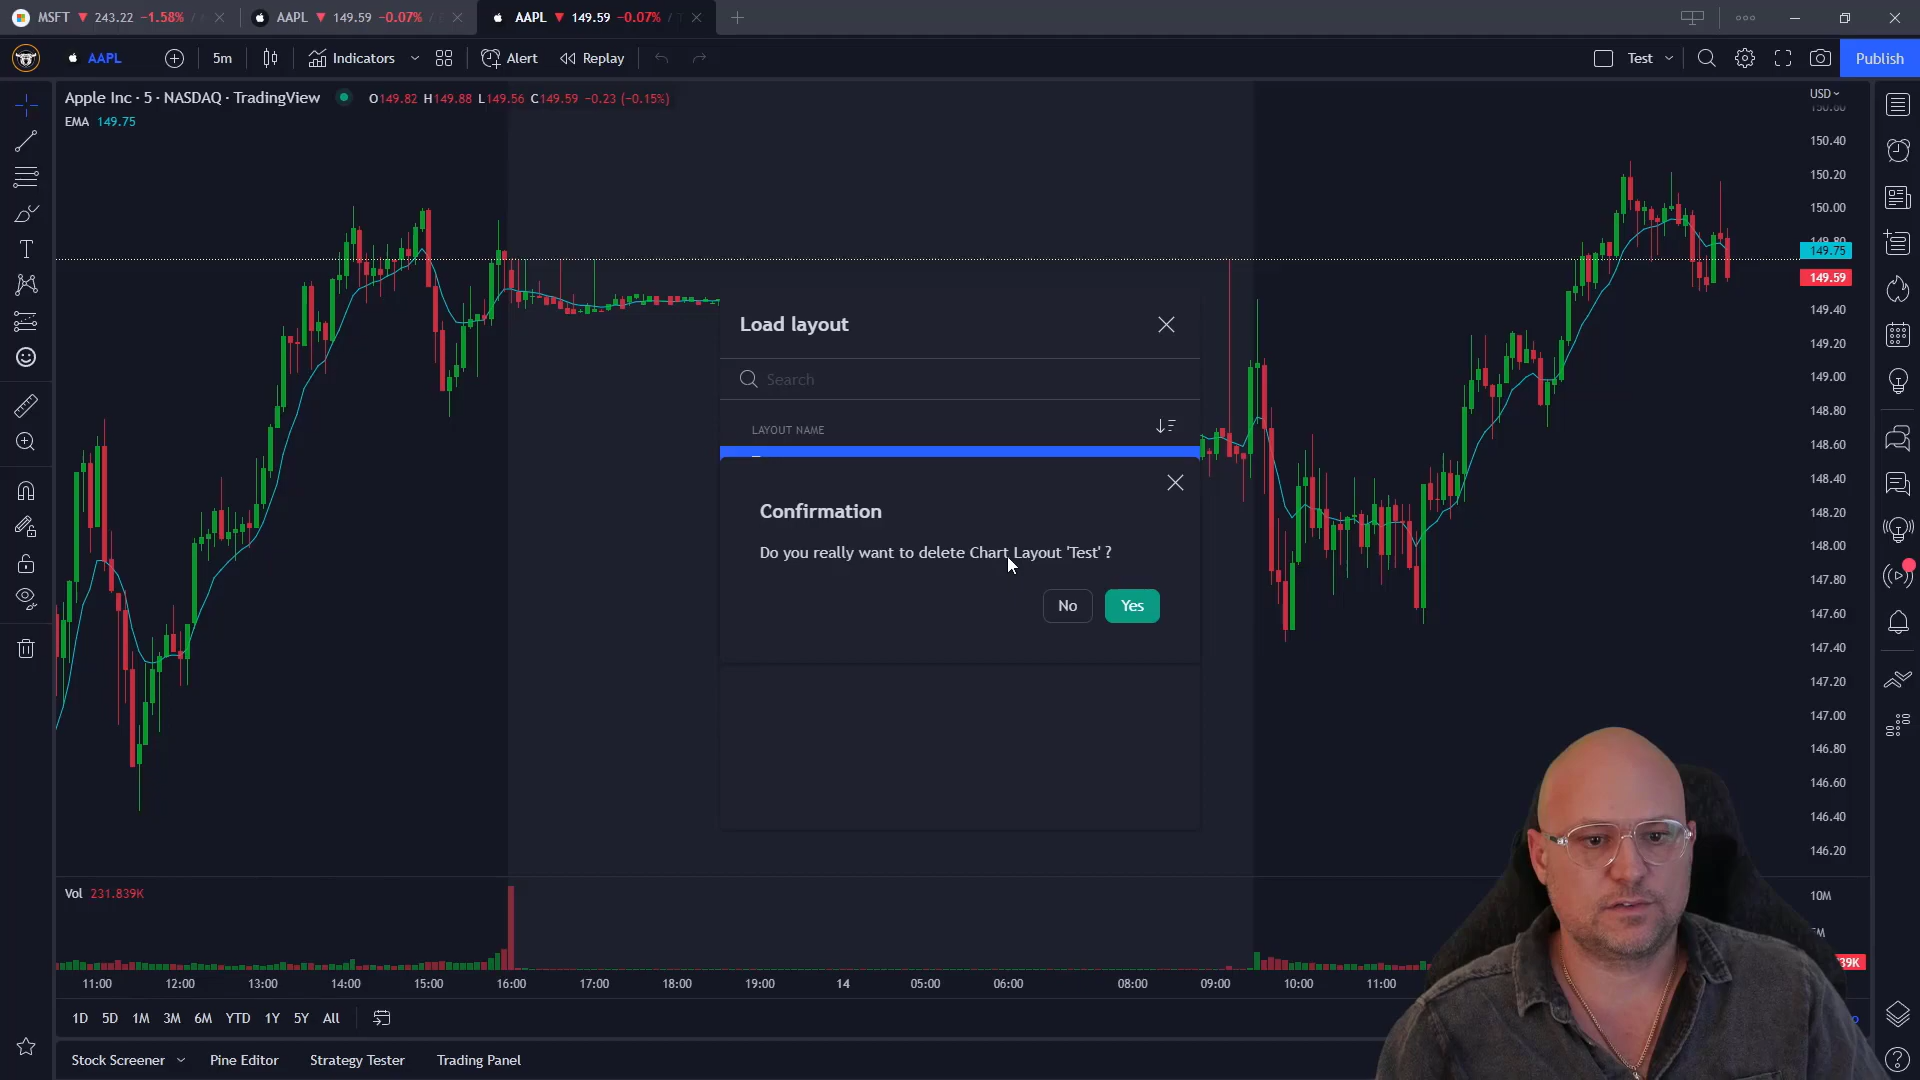 MSFT ▼ 243.22 −1.58% /
AAPL ▼ 149.59 −0.07% /
AAPL ▼ 149.59 −0.07% /
AAPL
5m
Indicators
Alert
Replay
Test
Publish
Apple Inc · 5 · NASDAQ · TradingView
O149.82 H149.88 L149.56 C149.59 −0.23 (−0.15%)
EMA 149.75
USD
150.40
150.20
150.00
149.75
149.59
149.40
149.20
149.00
148.80
148.60
148.40
148.20
148.00
147.80
147.60
147.40
147.20
147.00
146.80
146.60
146.40
146.20
Load layout
Search
LAYOUT NAME
Confirmation
Do you really want to delete Chart Layout 'Test' ?
No
Yes
Vol 231.839K
10M
11:00 12:00 13:00 14:00 15:00 16:00 17:00 18:00 19:00 14 05:00 06:00 08:00 09:00 10:00 11:00
1D 5D 1M 3M 6M YTD 1Y 5Y All
Stock Screener Pine Editor Strategy Tester Trading Panel